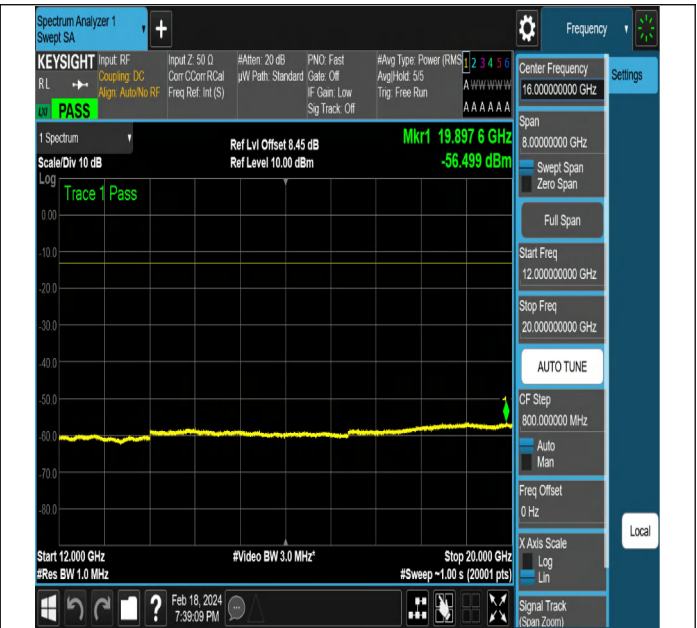 Spectrum Analyzer 1
Swept SA
Frequency
KEYSIGHT
RL
PASS
Input: RF
Coupling: DC
Align: Auto/No RF
Input Z: 50 Ω
Corr CCorr RCal
Freq Ref: Int (S)
#Atten: 20 dB
µW Path: Standard
PNO: Fast
Gate: Off
IF Gain: Low
Sig Track: Off
#Avg Type: Power (RMS
Avg|Hold: 5/5
Trig: Free Run
1 2 3 4 5 6
A W W W W W
A A A A A A
1 Spectrum
Scale/Div 10 dB
Log
Ref Lvl Offset 8.45 dB
Ref Level 10.00 dBm
Mkr1 19.897 6 GHz
-56.499 dBm
Trace 1 Pass
0.00
-10.0
-20.0
-30.0
-40.0
-50.0
-60.0
-70.0
-80.0
1
Start 12.000 GHz
#Res BW 1.0 MHz
#Video BW 3.0 MHz*
Stop 20.000 GHz
#Sweep ~1.00 s (20001 pts)
Feb 18, 2024
7:39:09 PM
?
Center Frequency
16.000000000 GHz
Settings
Span
8.00000000 GHz
Swept Span
Zero Span
Full Span
Start Freq
12.000000000 GHz
Stop Freq
20.000000000 GHz
AUTO TUNE
CF Step
800.000000 MHz
Auto
Man
Freq Offset
0 Hz
X Axis Scale
Log
Lin
Local
Signal Track
(Span Zoom)